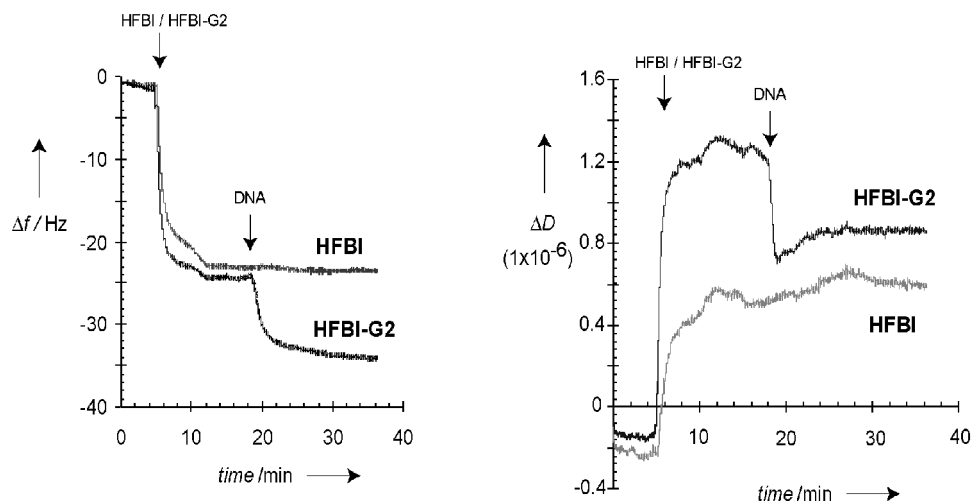 HFBI / HFBI-G2
0
-10
-20
-30
-40
Δf / Hz
DNA
HFBI
HFBI-G2
0 10 20 30 40
time /min
HFBI / HFBI-G2
1.6
1.2
0.8
0.4
0
-0.4
ΔD
(1x10⁻⁶)
DNA
HFBI-G2
HFBI
10 20 30 40
time /min